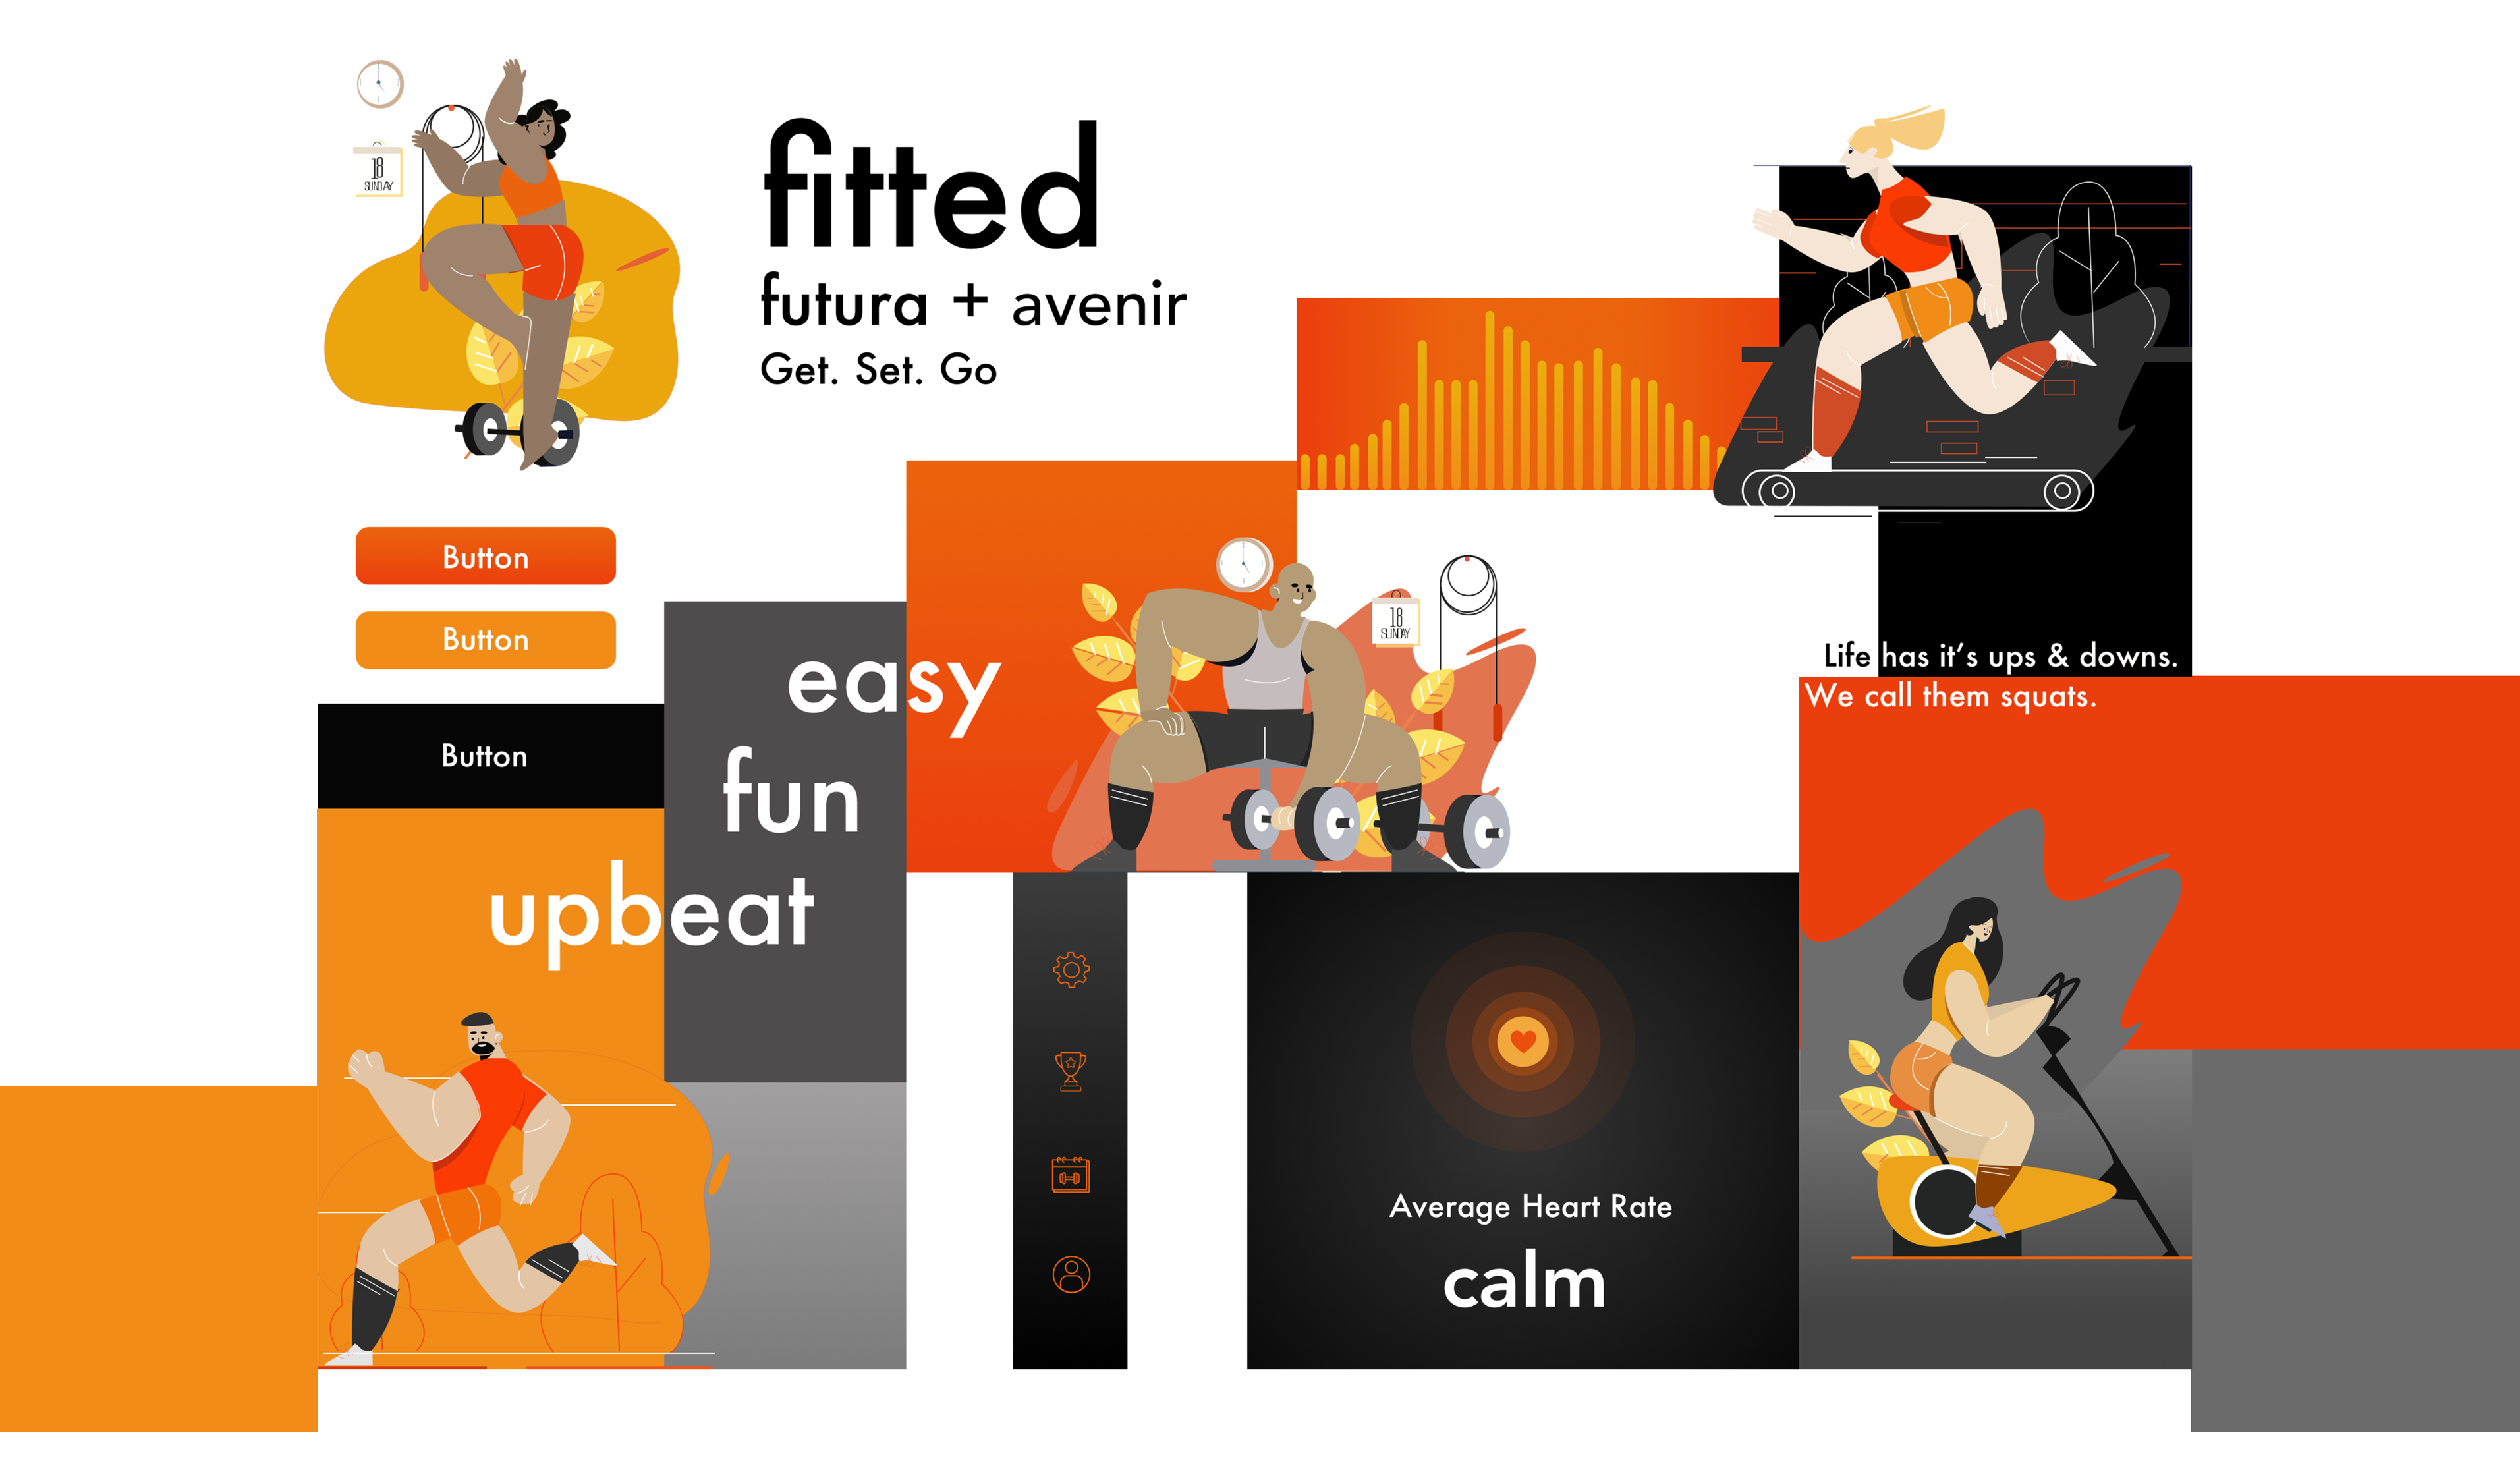 18
SUNDAY
fitted
futura + avenir
Get. Set. Go
Button
Button
Button
easy
fun
upbeat
18
SUNDAY
Life has it's ups & downs.
We call them squats.
Average Heart Rate
calm